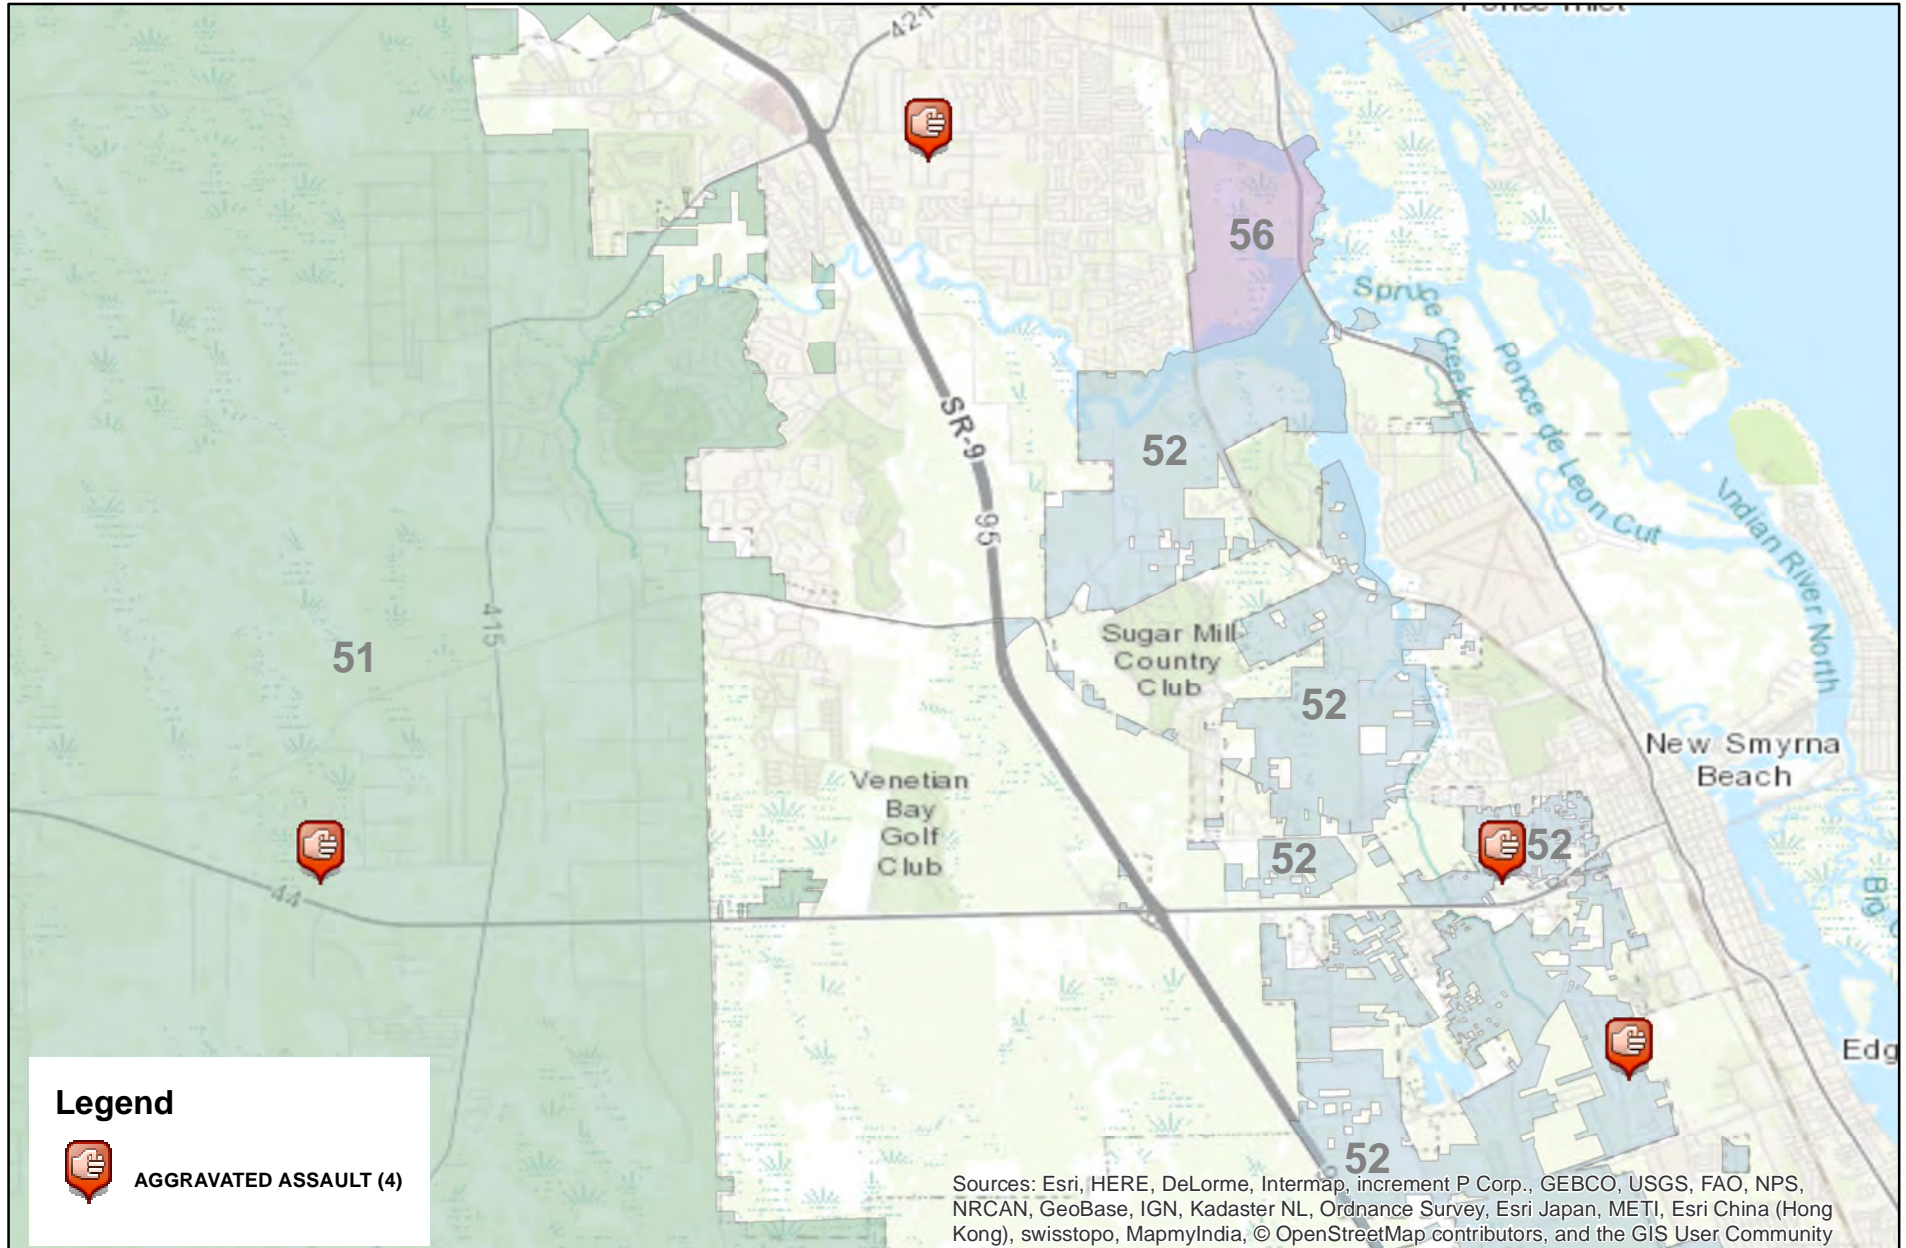 421
56
Spruce Creek
Ponce de Leon Cut
Indian River North
SR-9
95
52
415
51
Sugar Mill
Country
Club
52
New Smyrna
Beach
Venetian
Bay
Golf
Club
52
52
44
Big
Edg
Legend
AGGRAVATED ASSAULT (4)
52
Sources: Esri, HERE, DeLorme, Intermap, increment P Corp., GEBCO, USGS, FAO, NPS,
NRCAN, GeoBase, IGN, Kadaster NL, Ordnance Survey, Esri Japan, METI, Esri China (Hong
Kong), swisstopo, MapmyIndia, © OpenStreetMap contributors, and the GIS User Community